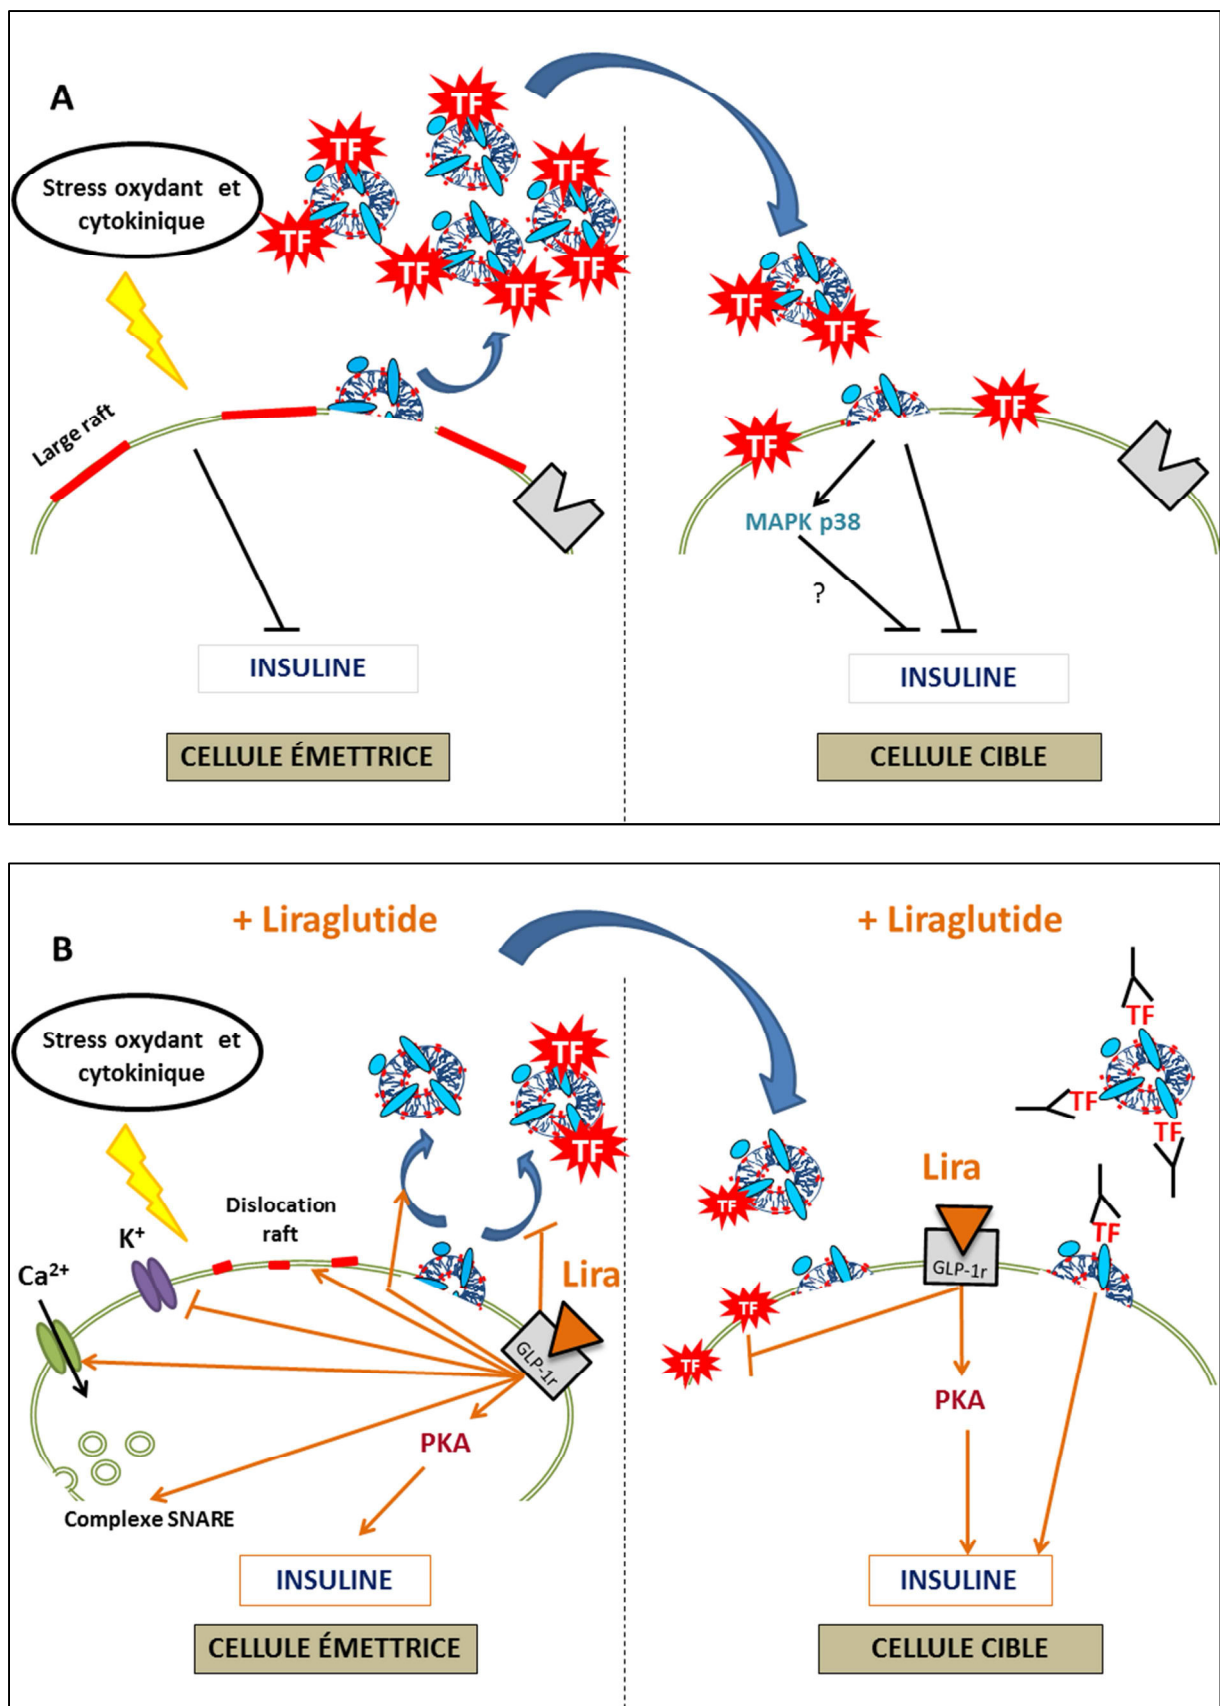 A
Stress oxydant et
cytokinique
TF
TF
TF
TF
TF
TF
TF
TF
TF
Large raft
TF
TF
MAPK p38
?
INSULINE
INSULINE
CELLULE ÉMETTRICE
CELLULE CIBLE
+ Liraglutide
+ Liraglutide
B
Stress oxydant et
cytokinique
TF
TF
TF
TF
TF
Dislocation
raft
K+
Ca2+
Lira
Lira
TF
TF
TF
TF
GLP-1r
GLP-1r
PKA
PKA
Complexe SNARE
INSULINE
INSULINE
CELLULE ÉMETTRICE
CELLULE CIBLE